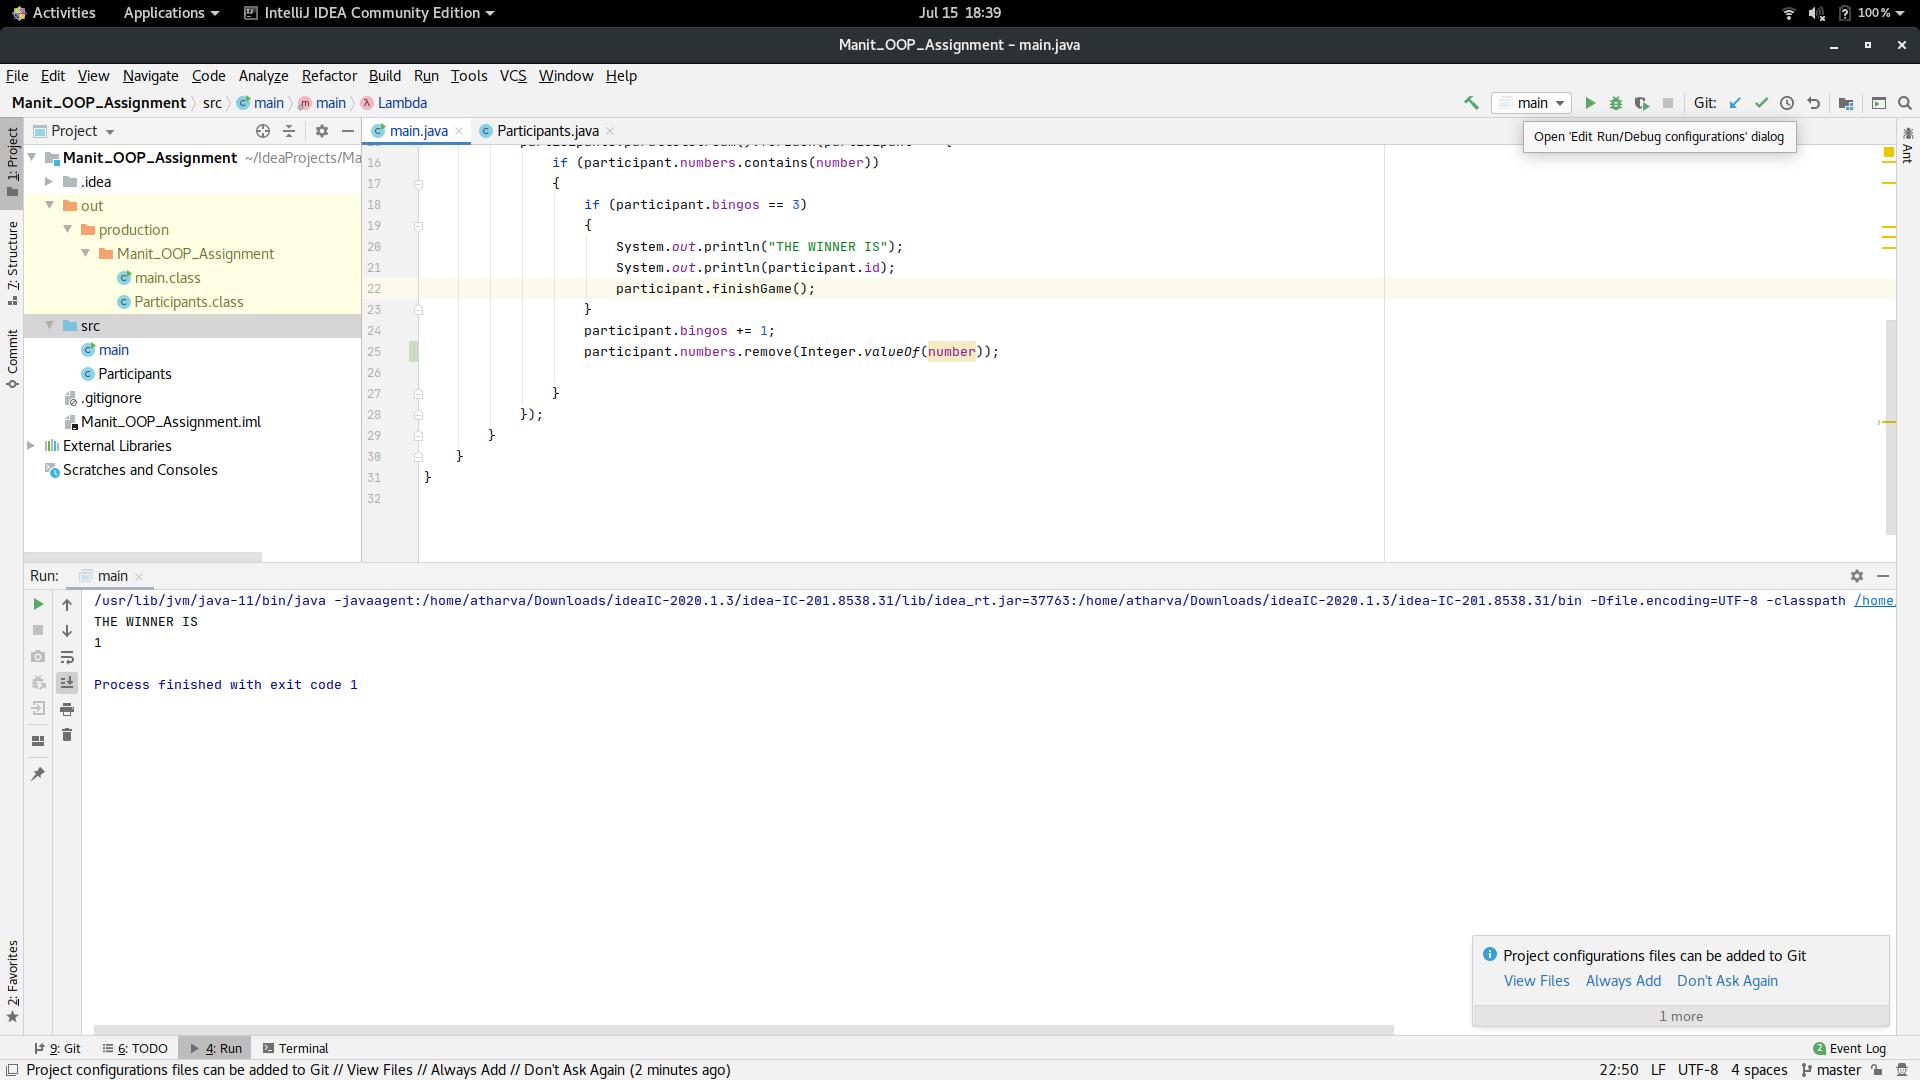 Activities Applications IntelliJ IDEA Community Edition Jul 15 18:39 100%
Manit_OOP_Assignment – main.java
File Edit View Navigate Code Analyze Refactor Build Run Tools VCS Window Help
Manit_OOP_Assignment src main main Lambda main Git:
Open 'Edit Run/Debug configurations' dialog
Project main.java Participants.java
1: Project
7: Structure
Commit
2: Favorites
Ant
Manit_OOP_Assignment ~/IdeaProjects/Ma
.idea
out
production
Manit_OOP_Assignment
main.class
Participants.class
src
main
Participants
.gitignore
Manit_OOP_Assignment.iml
External Libraries
Scratches and Consoles
16 if (participant.numbers.contains(number))
17 {
18 if (participant.bingos == 3)
19 {
20 System.out.println("THE WINNER IS");
21 System.out.println(participant.id);
22 participant.finishGame();
23 }
24 participant.bingos += 1;
25 participant.numbers.remove(Integer.valueOf(number));
26
27 }
28 });
29 }
30 }
31 }
32
Run: main
/usr/lib/jvm/java-11/bin/java -javaagent:/home/atharva/Downloads/ideaIC-2020.1.3/idea-IC-201.8538.31/lib/idea_rt.jar=37763:/home/atharva/Downloads/ideaIC-2020.1.3/idea-IC-201.8538.31/bin -Dfile.encoding=UTF-8 -classpath /home
THE WINNER IS
1
Process finished with exit code 1
Project configurations files can be added to Git
View Files Always Add Don't Ask Again
1 more
9: Git 6: TODO 4: Run Terminal 2 Event Log
Project configurations files can be added to Git // View Files // Always Add // Don't Ask Again (2 minutes ago) 22:50 LF UTF-8 4 spaces master